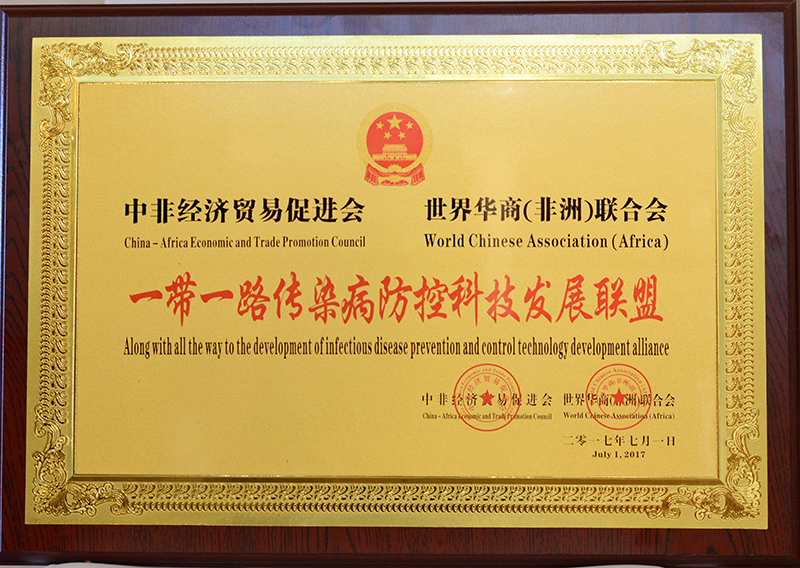 中非经济贸易促进会 世界华商(非洲)联合会
China – Africa Economic and Trade Promotion Council World Chinese Association (Africa)
一带一路传染病防控科技发展联盟
Along with all the way to the development of infectious disease prevention and control technology development alliance
中非经济贸易促进会 世界华商(非洲)联合会
China – Africa Economic and Trade Promotion Council World Chinese Association (Africa)
二零一七年七月一日
July 1, 2017